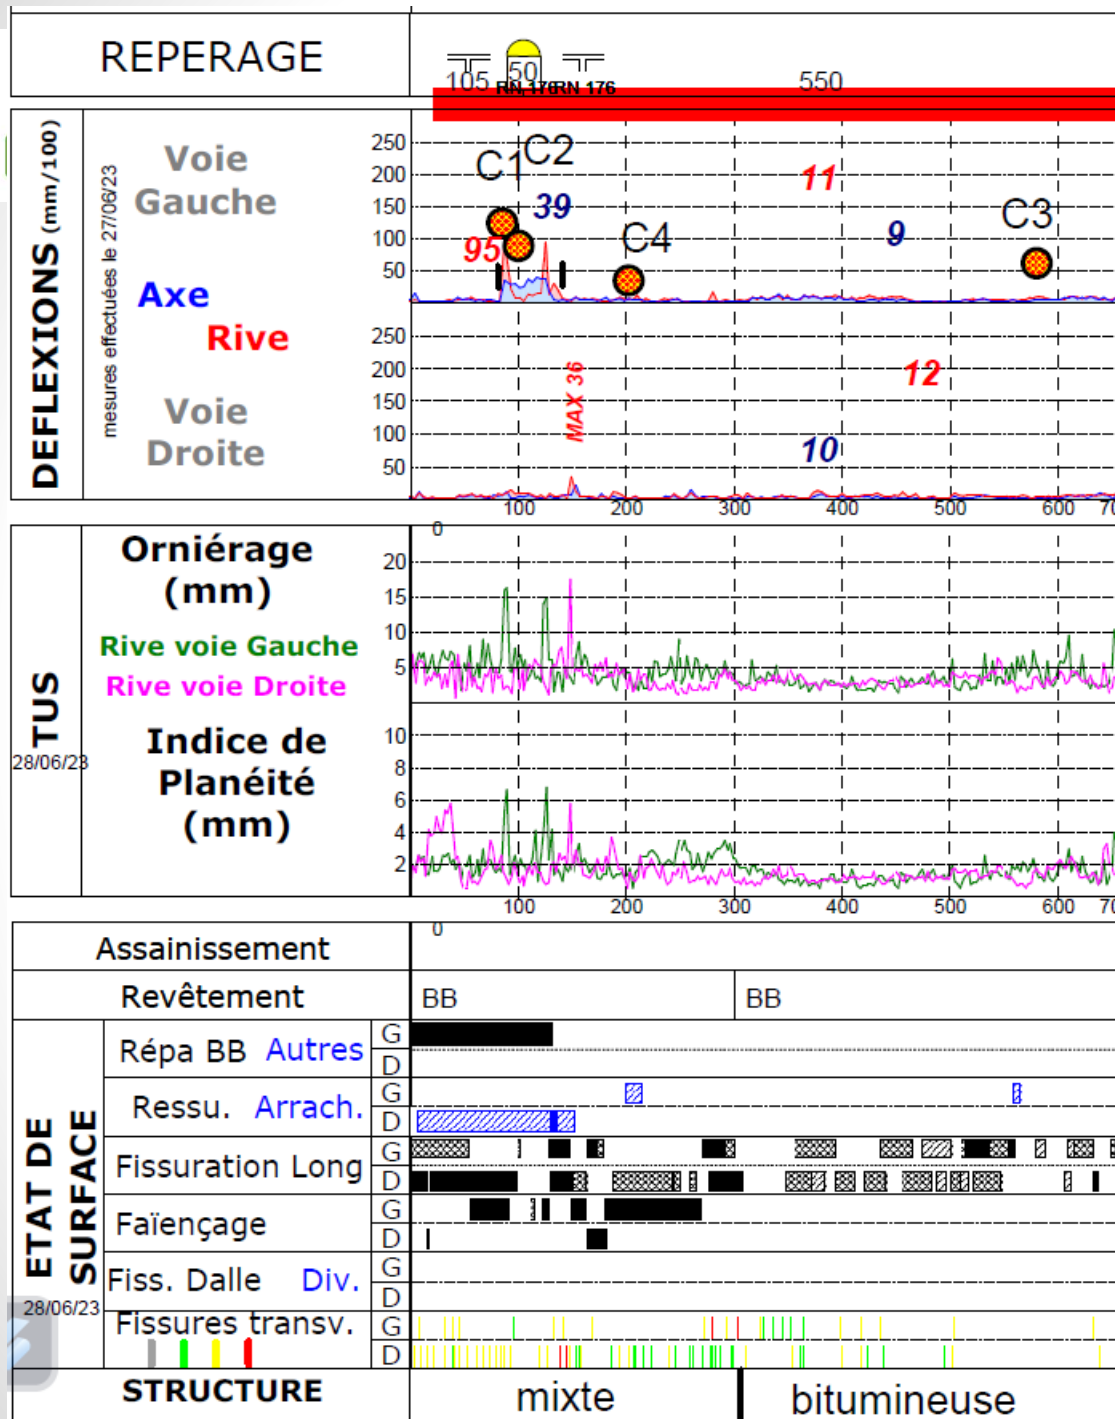 REPERAGE
105 50 550
RN 176 RN 176
DEFLEXIONS (mm/100)
mesures effectuées le 27/06/23
Voie
Gauche
Axe
Rive
Voie
Droite
250
200
150
100
50
C1 C2 C4 C3
95 39 11 9
250
200
150
100
50
MAX 36
10 12
100 200 300 400 500 600 70
0
TUS
28/06/23
Orniérage
(mm)
Rive voie Gauche
Rive voie Droite
20
15
10
5
Indice de
Planéité
(mm)
10
8
6
4
2
100 200 300 400 500 600 70
0
Assainissement
Revêtement BB BB
ETAT DE
SURFACE
28/06/23
Répa BB Autres G
D
Ressu. Arrach. G
D
Fissuration Long G
D
Faïençage G
D
Fiss. Dalle Div. G
D
Fissures transv. G
D
STRUCTURE mixte bitumineuse